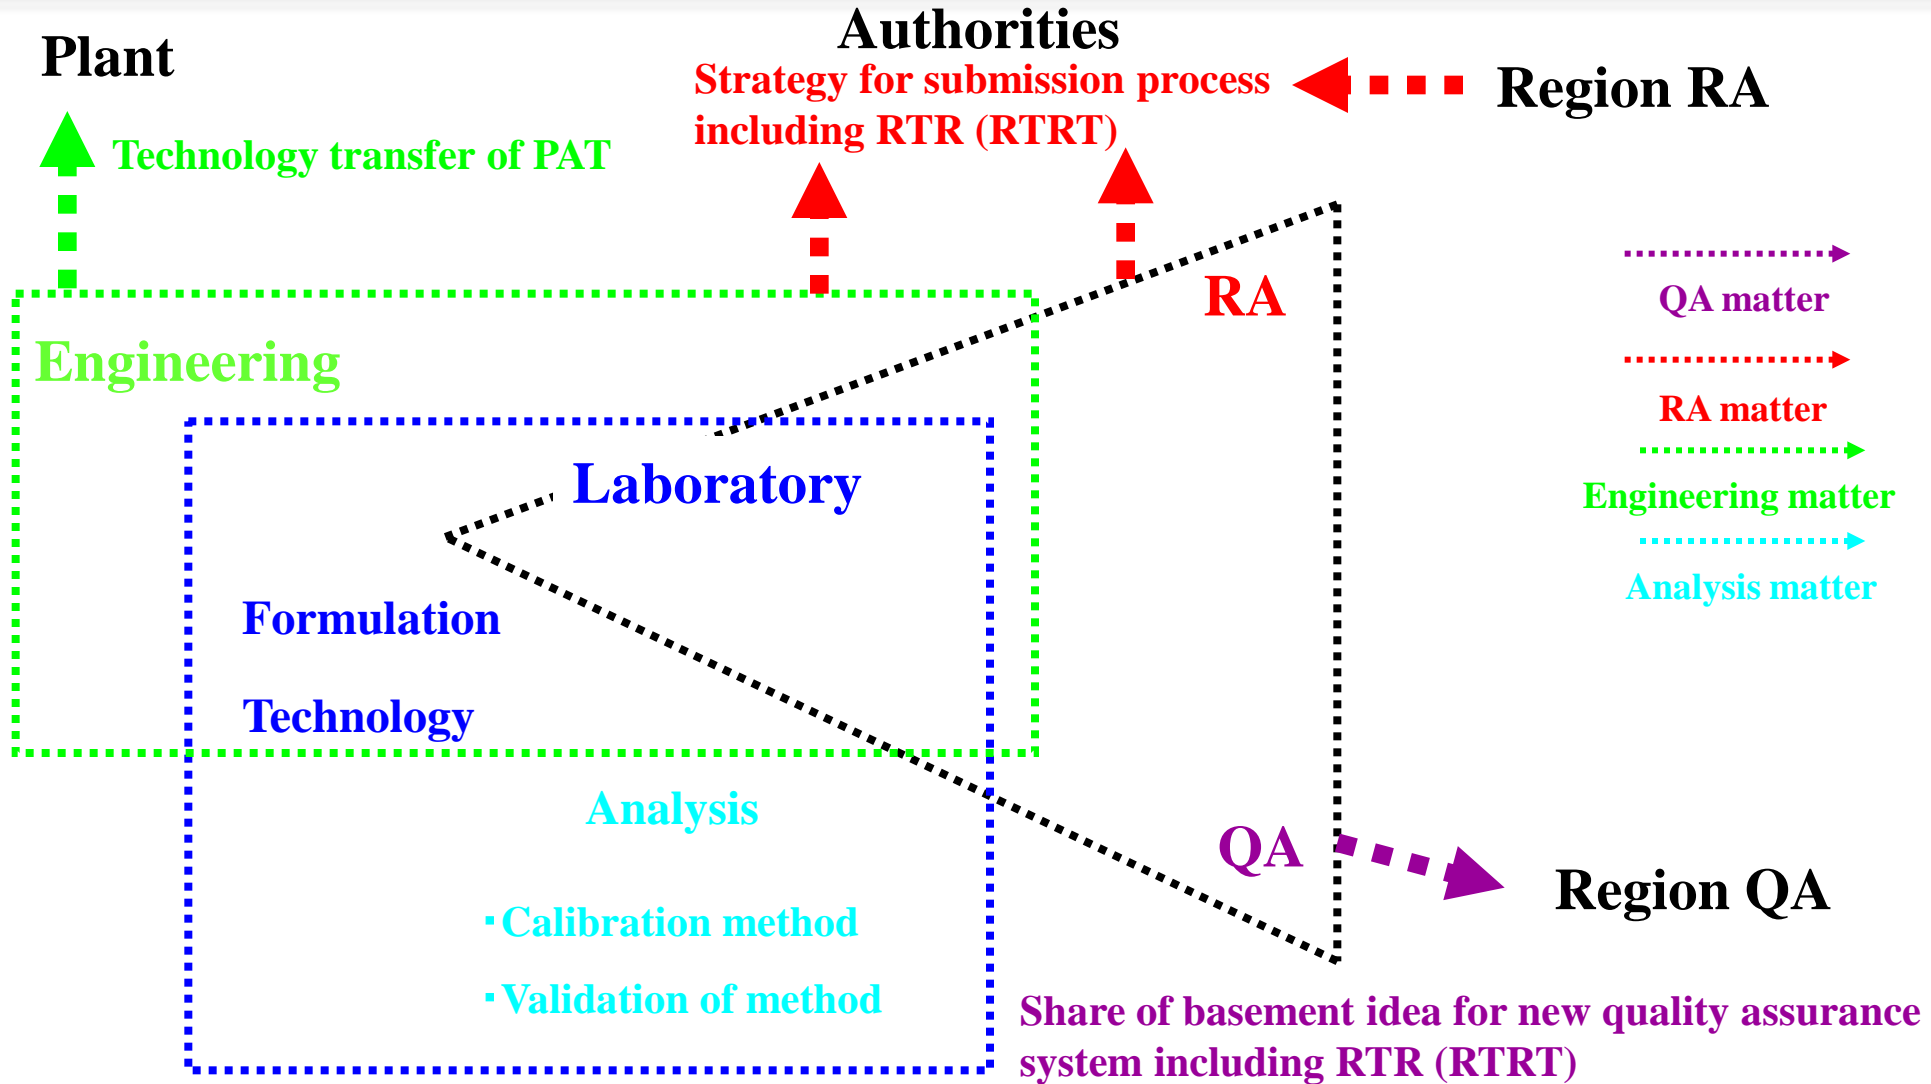 Authorities
Plant
Strategy for submission process
including RTR (RTRT)
Region RA
Technology transfer of PAT
RA
QA matter
Engineering
RA matter
Laboratory
Engineering matter
Analysis matter
Formulation
Technology
Analysis
QA
Region QA
・Calibration method
・Validation of method
Share of basement idea for new quality assurance
system including RTR (RTRT)